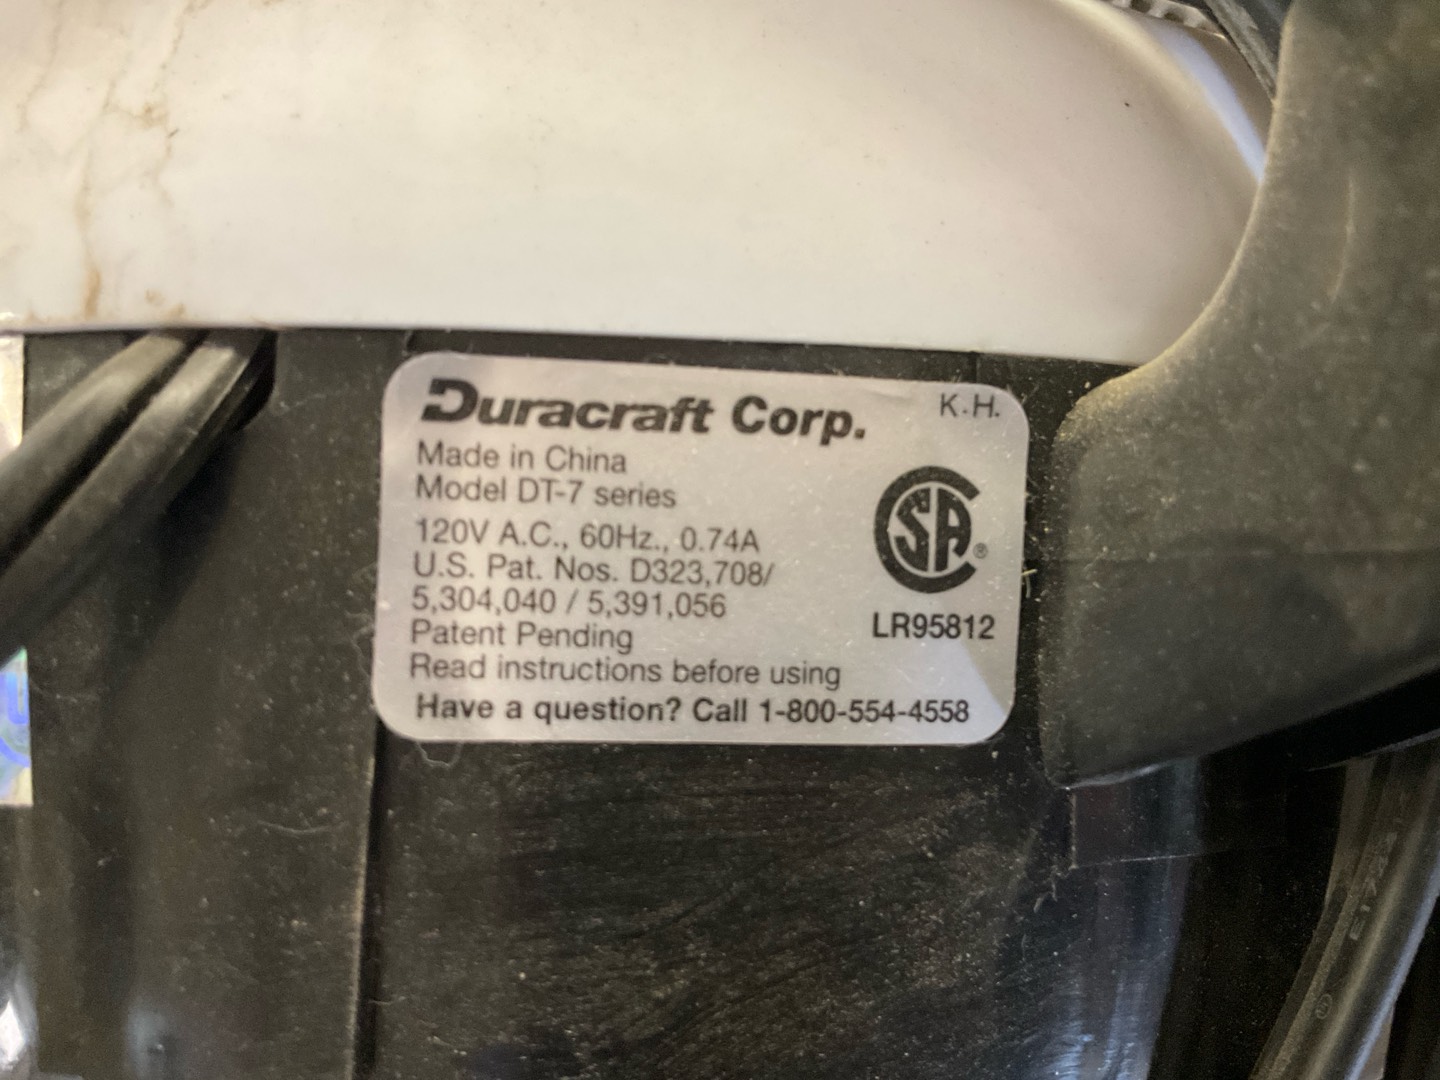 Duracraft Corp.
K.H.
Made in China
Model DT-7 series
120V A.C., 60Hz., 0.74A
U.S. Pat. Nos. D323,708/
5,304,040 / 5,391,056
Patent Pending
Read instructions before using
Have a question? Call 1-800-554-4558
SA®
LR95812